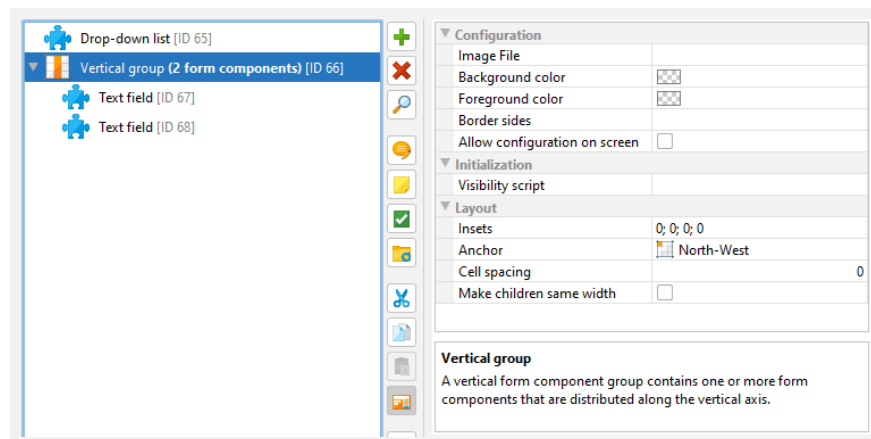 Drop-down list [ID 65]
Vertical group (2 form components) [ID 66]
Text field [ID 67]
Text field [ID 68]
Configuration
Image File
Background color
Foreground color
Border sides
Allow configuration on screen
Initialization
Visibility script
Layout
Insets 0; 0; 0; 0
Anchor North-West
Cell spacing 0
Make children same width
Vertical group
A vertical form component group contains one or more form
components that are distributed along the vertical axis.